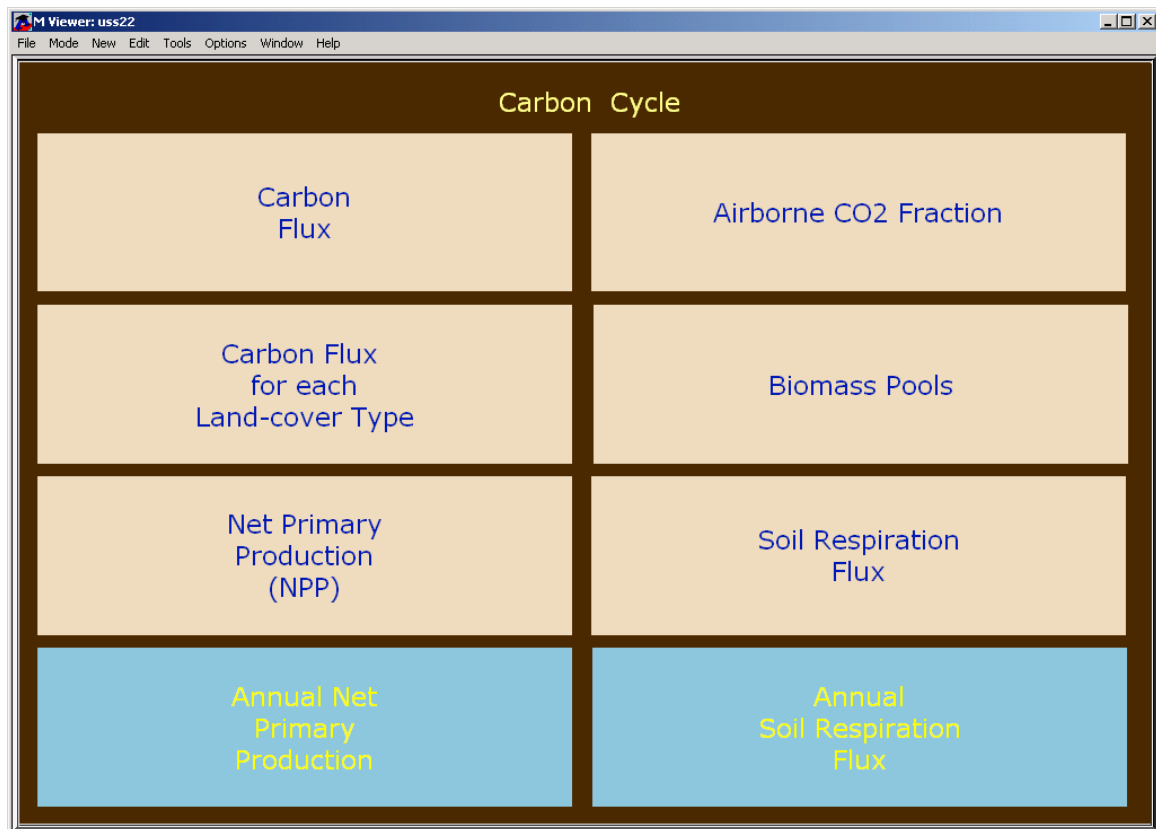 M Viewer: uss22
File Mode New Edit Tools Options Window Help
Carbon Cycle
Carbon
Flux
Airborne CO2 Fraction
Carbon Flux
for each
Land-cover Type
Biomass Pools
Net Primary
Production
(NPP)
Soil Respiration
Flux
Annual Net
Primary
Production
Annual
Soil Respiration
Flux